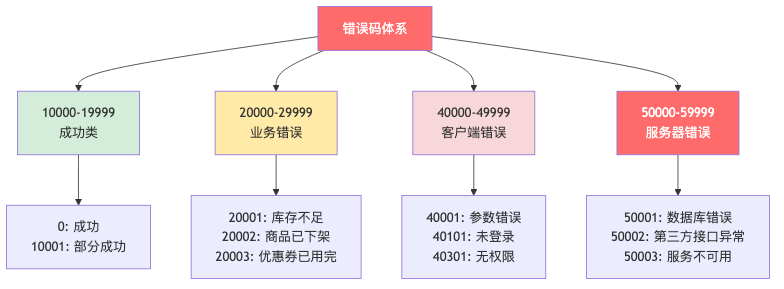 错误码体系
10000-19999
成功类
20000-29999
业务错误
40000-49999
客户端错误
50000-59999
服务器错误
0: 成功
10001: 部分成功
20001: 库存不足
20002: 商品已下架
20003: 优惠券已用完
40001: 参数错误
40101: 未登录
40301: 无权限
50001: 数据库错误
50002: 第三方接口异常
50003: 服务不可用